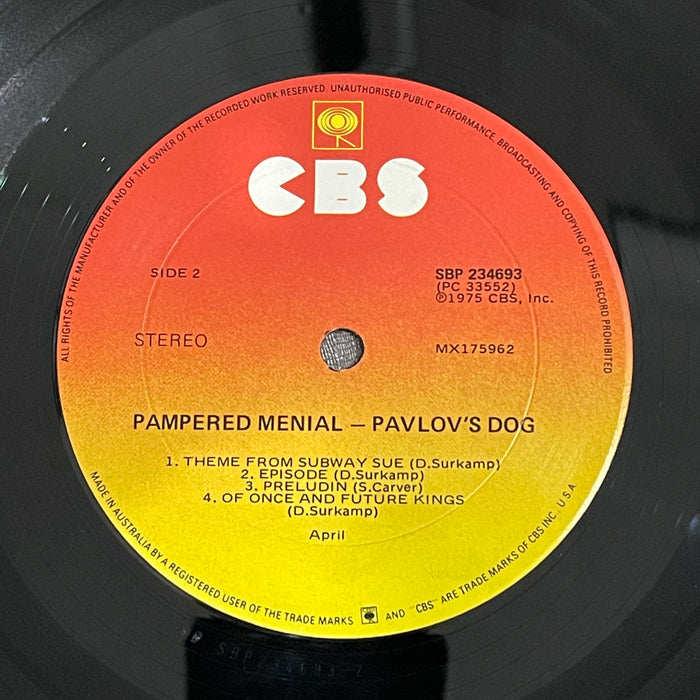 ALL RIGHTS OF THE MANUFACTURER AND OF THE OWNER OF THE RECORDED WORK RESERVED. UNAUTHORISED PUBLIC PERFORMANCE, BROADCASTING AND COPYING OF THIS RECORD PROHIBITED
CBS
SIDE 2
SBP 234693
(PC 33552)
℗1975 CBS, Inc.
STEREO
MX175962
PAMPERED MENIAL — PAVLOV'S DOG
1. THEME FROM SUBWAY SUE (D.Surkamp)
2. EPISODE (D.Surkamp)
3. PRELUDIN (S.Carver)
4. OF ONCE AND FUTURE KINGS
(D.Surkamp)
April
MADE IN AUSTRALIA BY A REGISTERED USER OF THE TRADE MARKS AND "CBS" ARE TRADE MARKS OF CBS INC., U.S.A
SBP234693-2